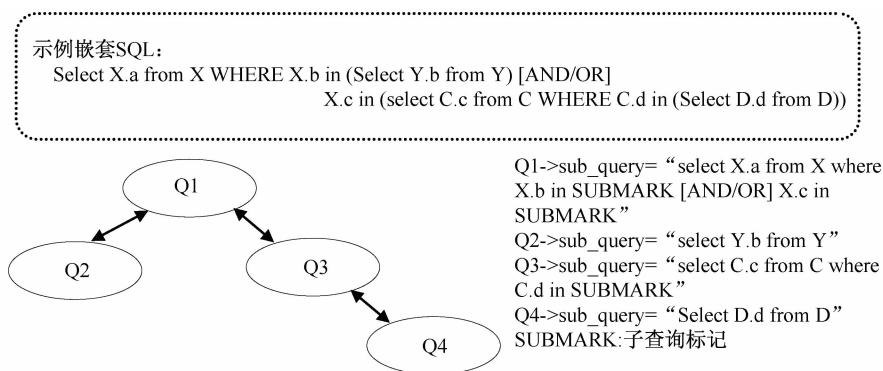 示例嵌套SQL：
Select X.a from X WHERE X.b in (Select Y.b from Y) [AND/OR]
X.c in (select C.c from C WHERE C.d in (Select D.d from D))
Q1
Q2
Q3
Q4
Q1->sub_query=“select X.a from X where
X.b in SUBMARK [AND/OR] X.c in
SUBMARK”
Q2->sub_query=“select Y.b from Y”
Q3->sub_query=“select C.c from C where
C.d in SUBMARK”
Q4->sub_query=“Select D.d from D”
SUBMARK:子查询标记